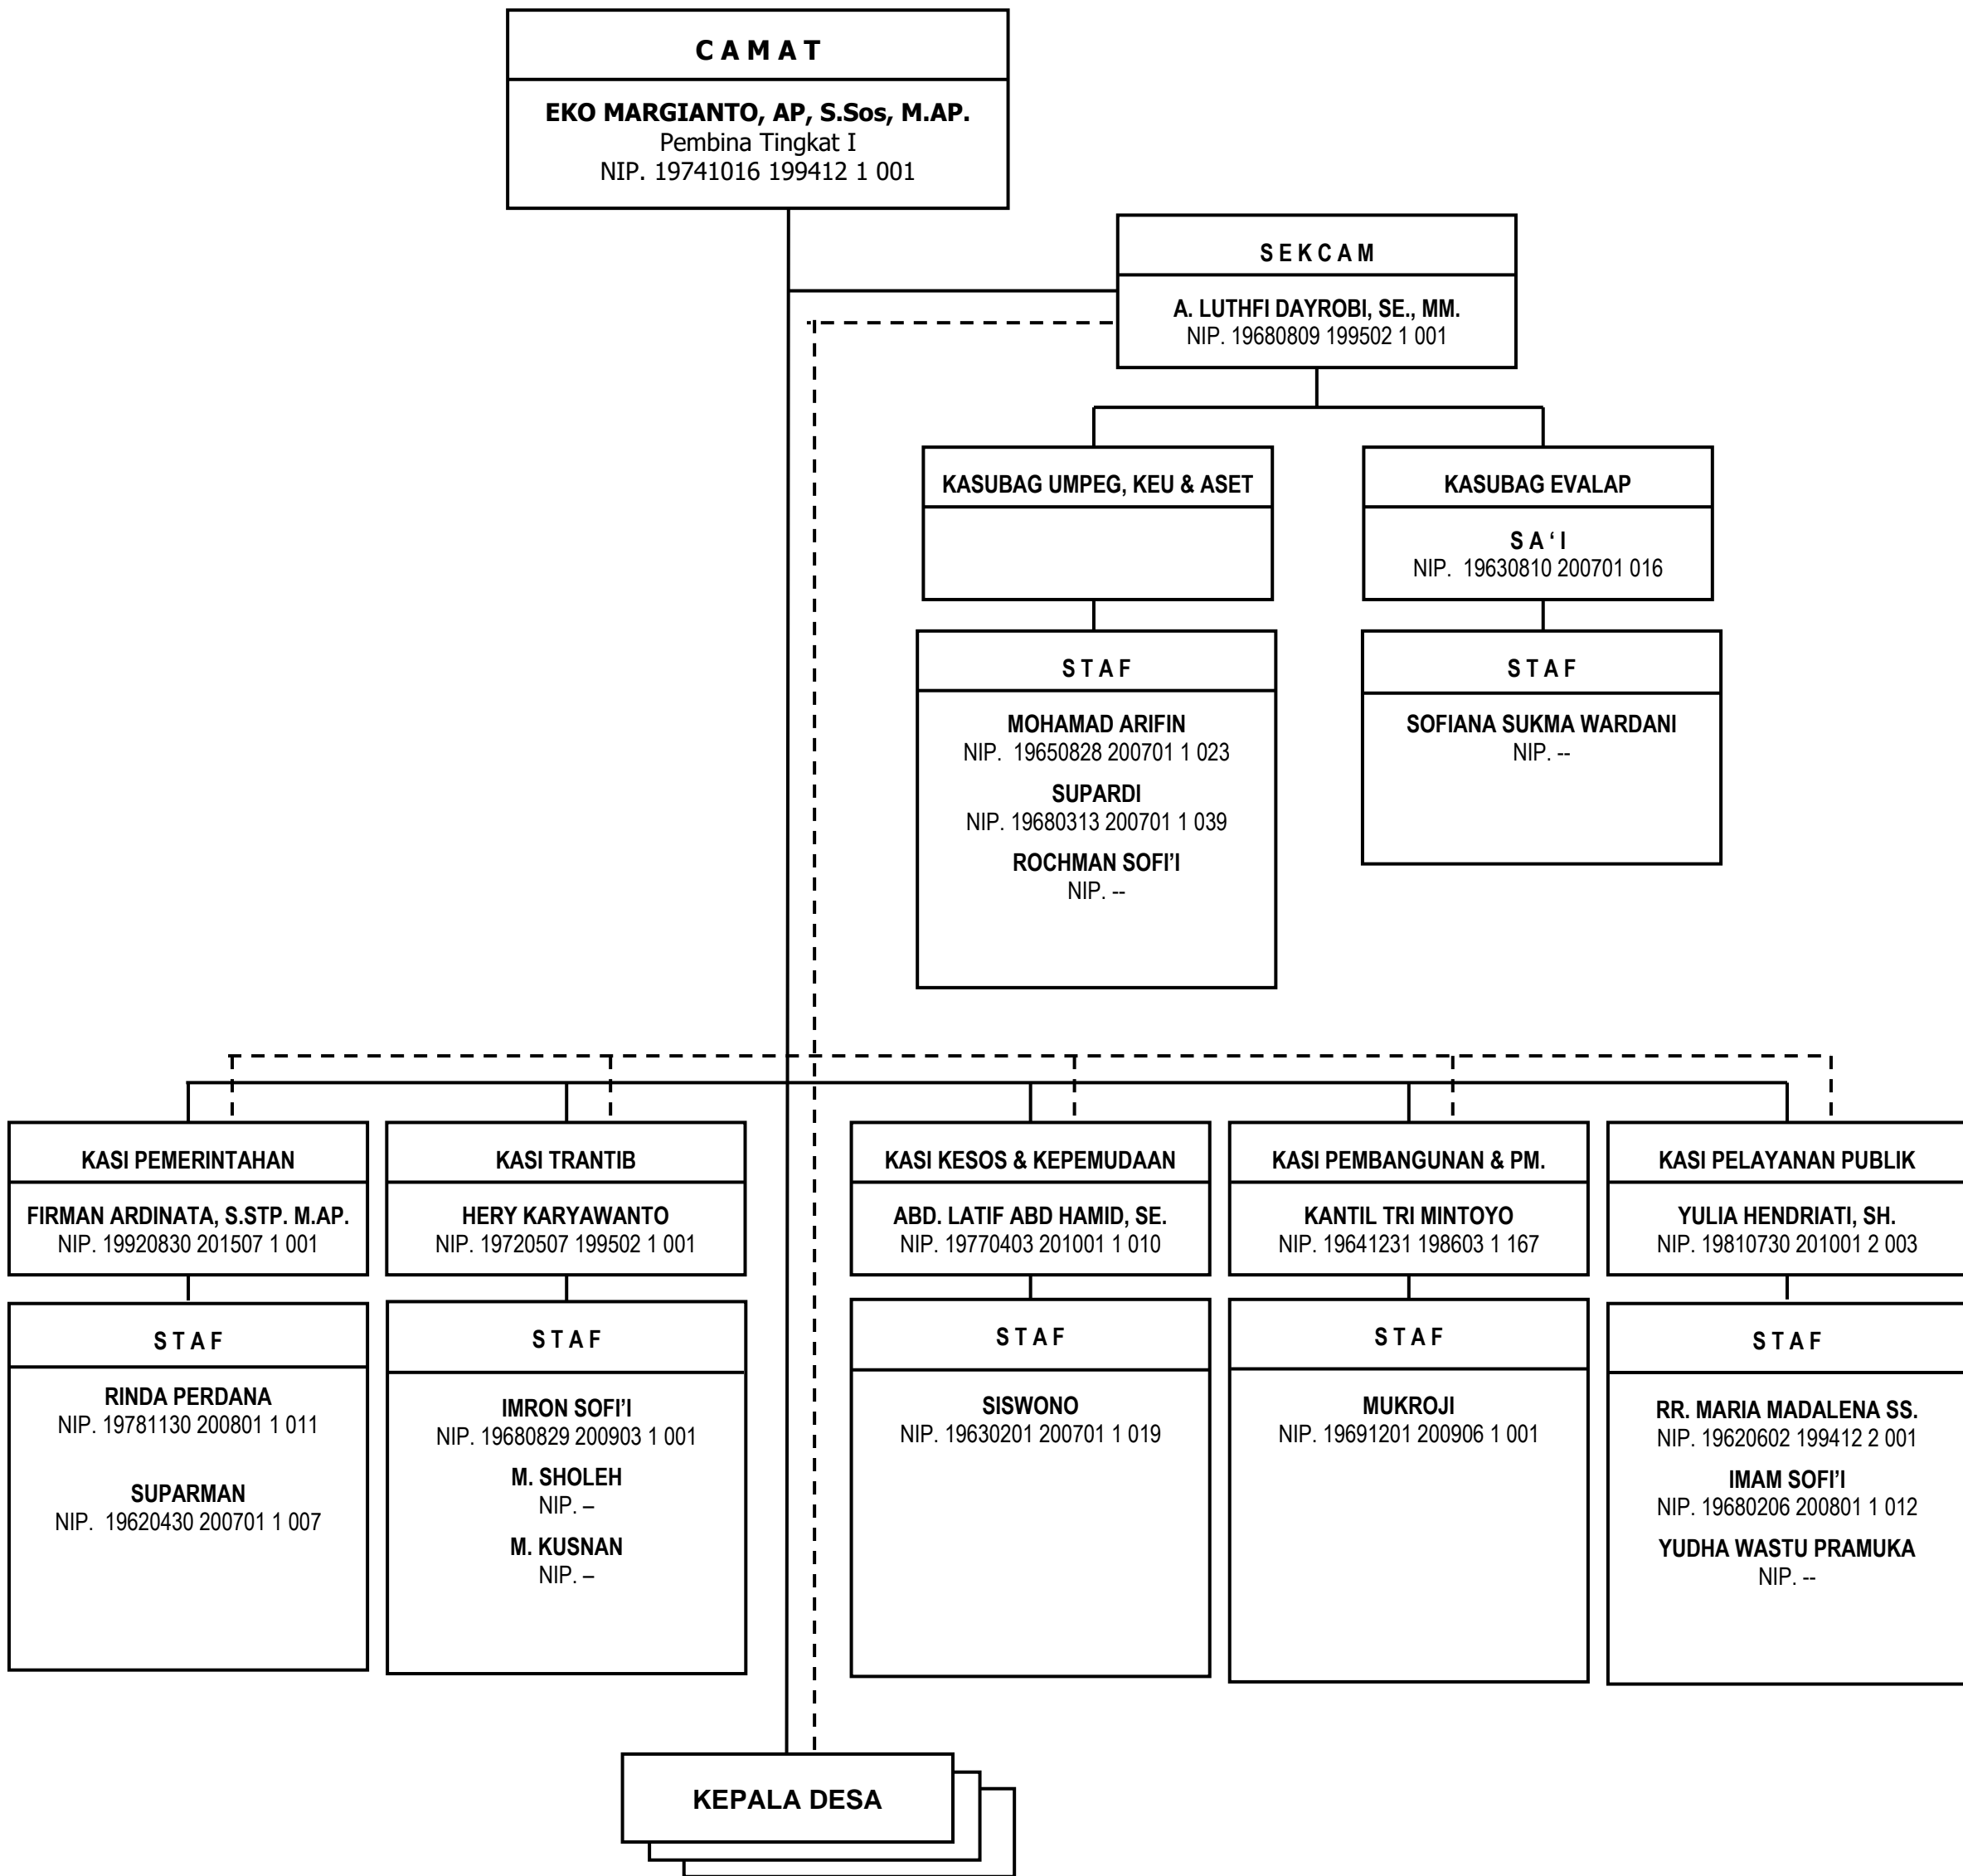 C A M A T
EKO MARGIANTO, AP, S.Sos, M.AP.
Pembina Tingkat I
NIP. 19741016 199412 1 001
S E K C A M
A. LUTHFI DAYROBI, SE., MM.
NIP. 19680809 199502 1 001
KASUBAG UMPEG, KEU & ASET
KASUBAG EVALAP
S A ‘ I
NIP. 19630810 200701 016
S T A F
MOHAMAD ARIFIN
NIP. 19650828 200701 1 023
SUPARDI
NIP. 19680313 200701 1 039
ROCHMAN SOFI’I
NIP. --
S T A F
SOFIANA SUKMA WARDANI
NIP. --
KASI PEMERINTAHAN
FIRMAN ARDINATA, S.STP. M.AP.
NIP. 19920830 201507 1 001
KASI TRANTIB
HERY KARYAWANTO
NIP. 19720507 199502 1 001
KASI KESOS & KEPEMUDAAN
ABD. LATIF ABD HAMID, SE.
NIP. 19770403 201001 1 010
KASI PEMBANGUNAN & PM.
KANTIL TRI MINTOYO
NIP. 19641231 198603 1 167
KASI PELAYANAN PUBLIK
YULIA HENDRIATI, SH.
NIP. 19810730 201001 2 003
S T A F
RINDA PERDANA
NIP. 19781130 200801 1 011
SUPARMAN
NIP. 19620430 200701 1 007
S T A F
IMRON SOFI’I
NIP. 19680829 200903 1 001
M. SHOLEH
NIP. –
M. KUSNAN
NIP. –
S T A F
SISWONO
NIP. 19630201 200701 1 019
S T A F
MUKROJI
NIP. 19691201 200906 1 001
S T A F
RR. MARIA MADALENA SS.
NIP. 19620602 199412 2 001
IMAM SOFI’I
NIP. 19680206 200801 1 012
YUDHA WASTU PRAMUKA
NIP. --
KEPALA DESA